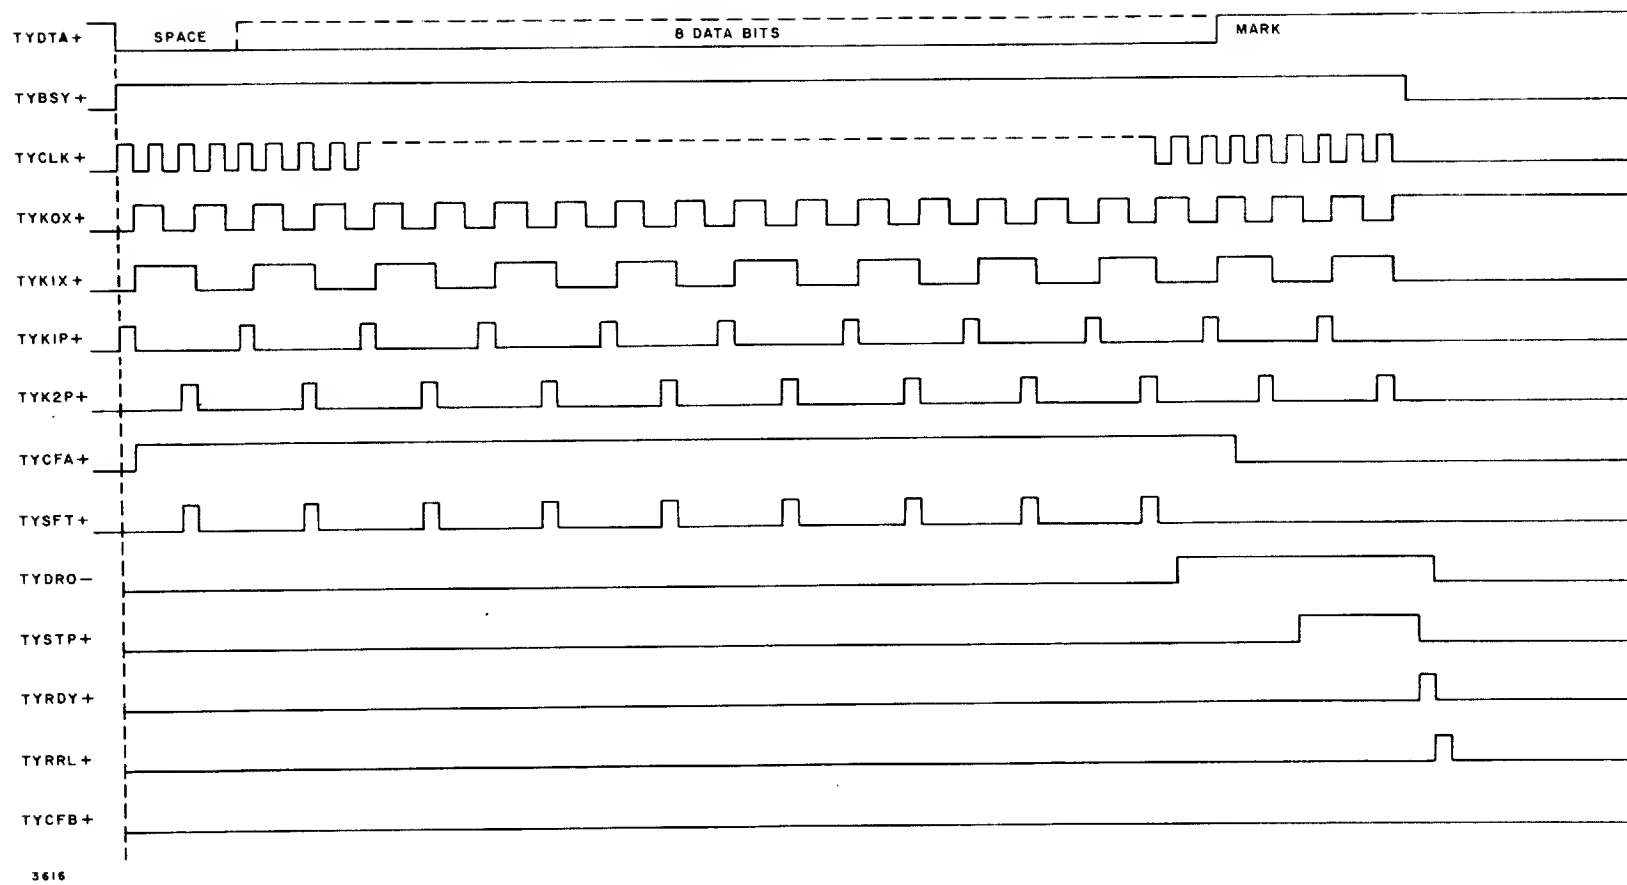 TYDTA+
SPACE
8 DATA BITS
MARK
TYBSY+
TYCLK+
TYK0X+
TYK1X+
TYK1P+
TYK2P+
TYCFA+
TYSFT+
TYDRO-
TYSTP+
TYRDY+
TYRRL+
TYCFB+
3616